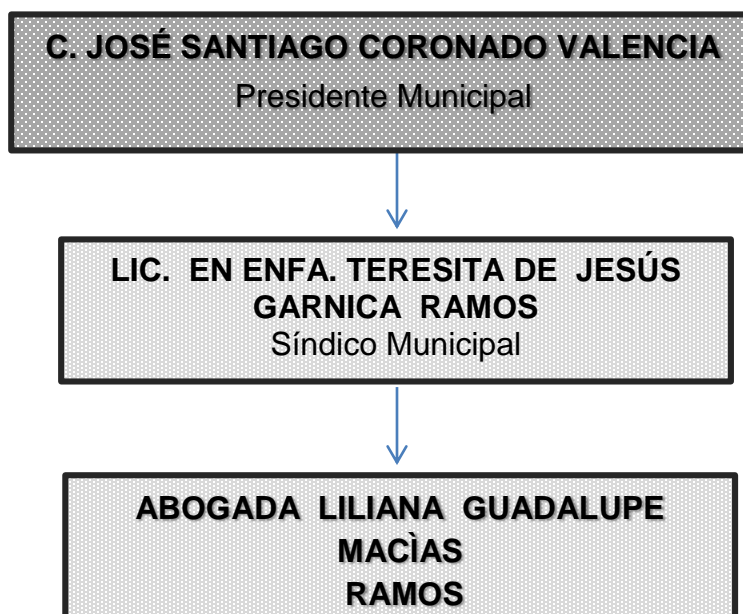 C. JOSÉ SANTIAGO CORONADO VALENCIA
Presidente Municipal
LIC. EN ENFA. TERESITA DE JESÚS
GARNICA RAMOS
Síndico Municipal
ABOGADA LILIANA GUADALUPE
MACÌAS
RAMOS